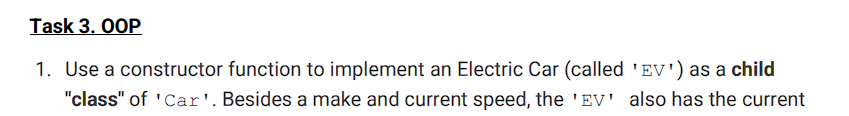 Task 3. OOP
1. Use a constructor function to implement an Electric Car (called 'EV') as a child
"class" of 'Car'. Besides a make and current speed, the 'EV' also has the current